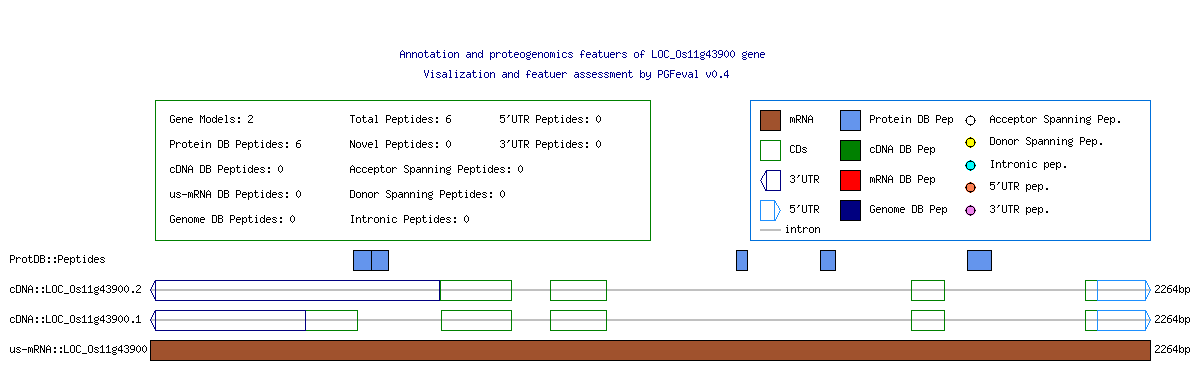 Annotation and proteogenomics featuers of LOC_Os11g43900 gene
Visalization and featuer assessment by PGFeval v0.4
Gene Models: 2 Total Peptides: 6 5'UTR Peptides: 0
Protein DB Peptides: 6 Novel Peptides: 0 3'UTR Peptides: 0
cDNA DB Peptides: 0 Acceptor Spanning Peptides: 0
us-mRNA DB Peptides: 0 Donor Spanning Peptides: 0
Genome DB Peptides: 0 Intronic Peptides: 0
mRNA Protein DB Pep Acceptor Spanning Pep.
CDs cDNA DB Pep Donor Spanning Pep.
3'UTR mRNA DB Pep Intronic pep.
5'UTR Genome DB Pep 5'UTR pep.
intron 3'UTR pep.
ProtDB::Peptides
cDNA::LOC_Os11g43900.2 2264bp
cDNA::LOC_Os11g43900.1 2264bp
us-mRNA::LOC_Os11g43900 2264bp